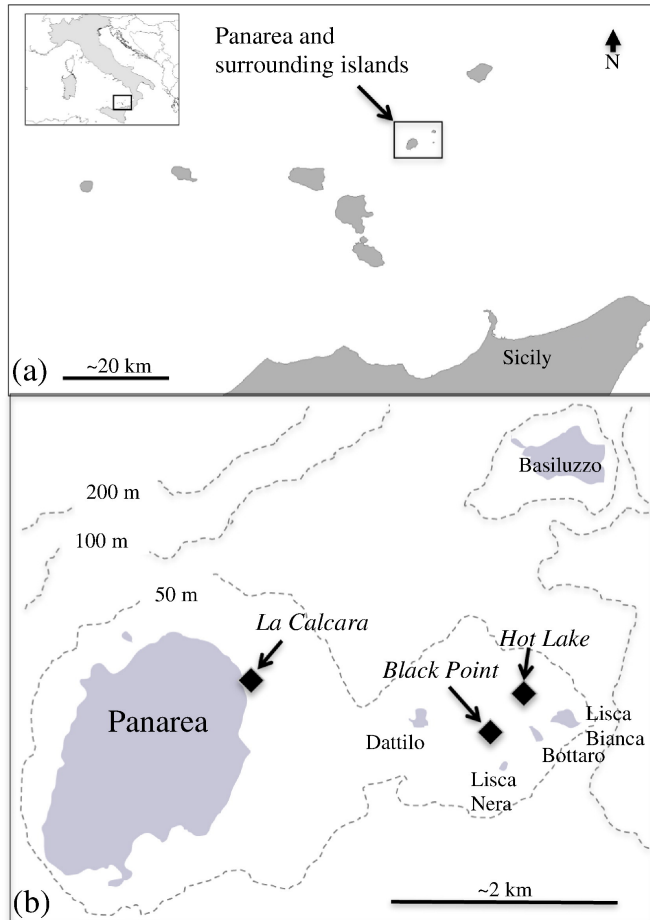 Panarea and
surrounding islands
N
Sicily
(a)
~20 km
Basiluzzo
200 m
100 m
50 m
La Calcara
Hot Lake
Black Point
Panarea
Lisca
Bianca
Dattilo
Bottaro
Lisca
Nera
(b)
~2 km